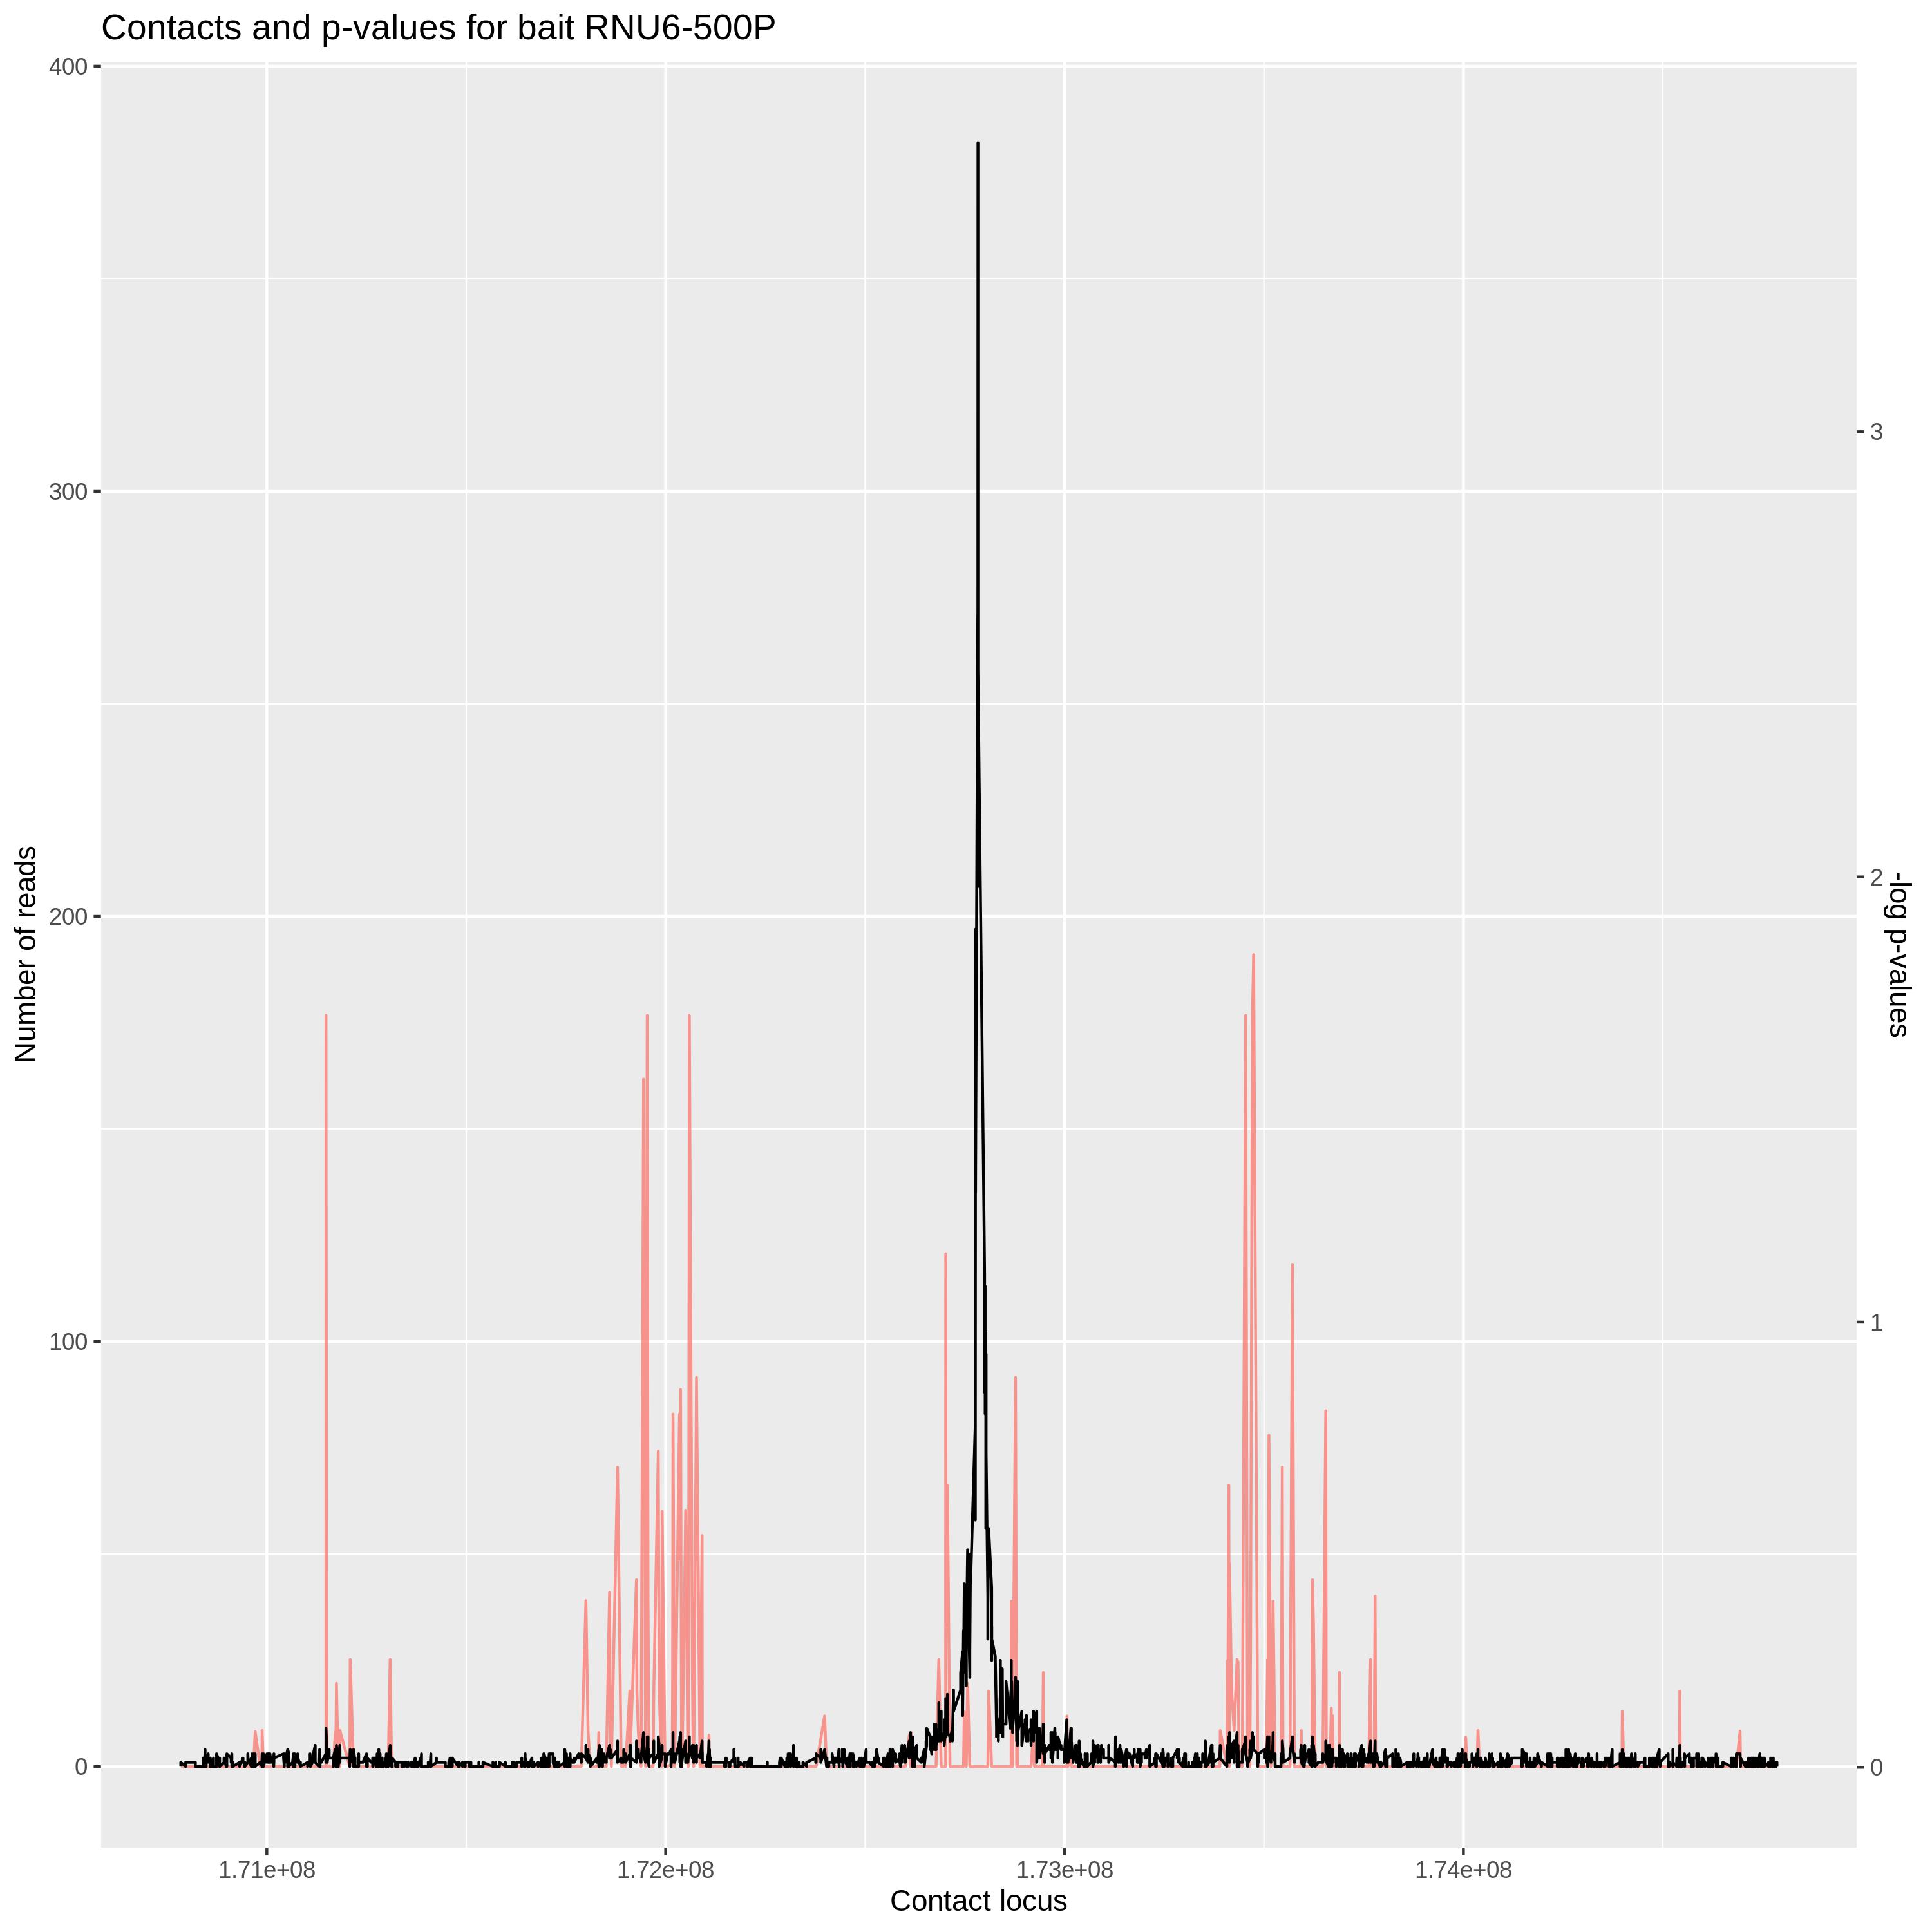 Contacts and p-values for bait RNU6-500P
400
300
200
100
0
Number of reads
3
2
1
0
-log p-values
1.71e+08 1.72e+08 1.73e+08 1.74e+08
Contact locus